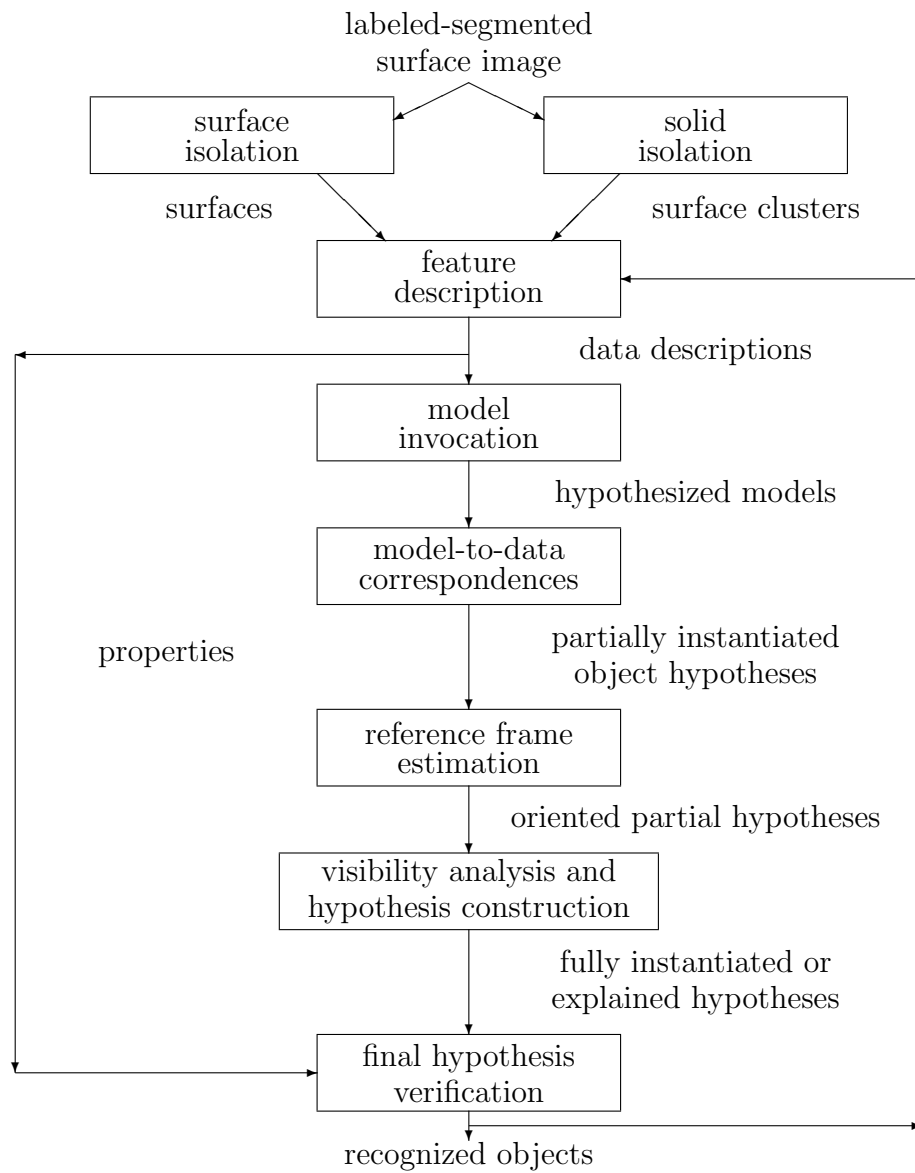 labeled-segmented
surface image
surface
isolation
solid
isolation
surfaces
surface clusters
feature
description
data descriptions
model
invocation
hypothesized models
model-to-data
correspondences
properties
partially instantiated
object hypotheses
reference frame
estimation
oriented partial hypotheses
visibility analysis and
hypothesis construction
fully instantiated or
explained hypotheses
final hypothesis
verification
recognized objects